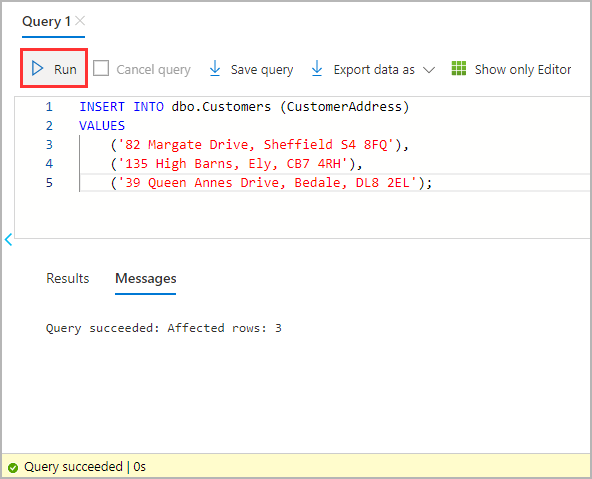 Query 1
Run Cancel query Save query Export data as Show only Editor
1 INSERT INTO dbo.Customers (CustomerAddress)
2 VALUES
3 ('82 Margate Drive, Sheffield S4 8FQ'),
4 ('135 High Barns, Ely, CB7 4RH'),
5 ('39 Queen Annes Drive, Bedale, DL8 2EL');
Results Messages
Query succeeded: Affected rows: 3
Query succeeded | 0s